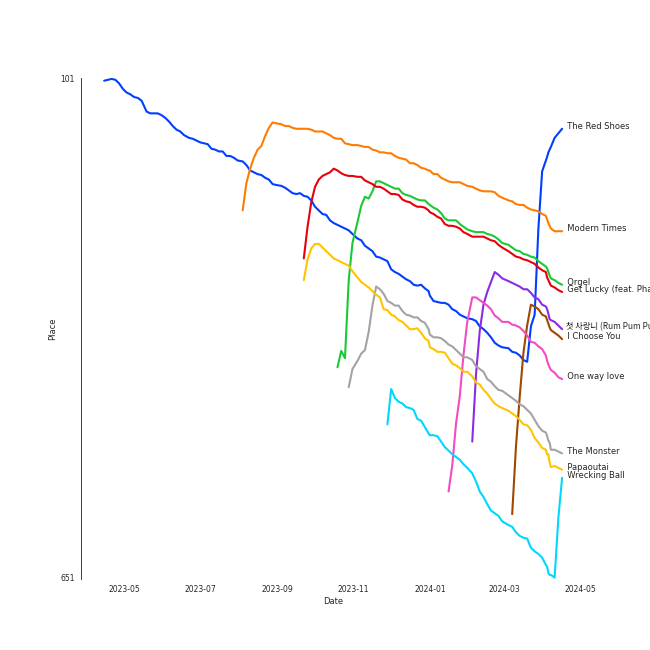 101
The Red Shoes
Modern Times
Orgel
Get Lucky (feat. Pha
첫 사랑니 (Rum Pum Pu
I Choose You
One way love
The Monster
Papaoutai
Wrecking Ball
Place
651
2023-05
2023-07
2023-09
2023-11
2024-01
2024-03
2024-05
Date